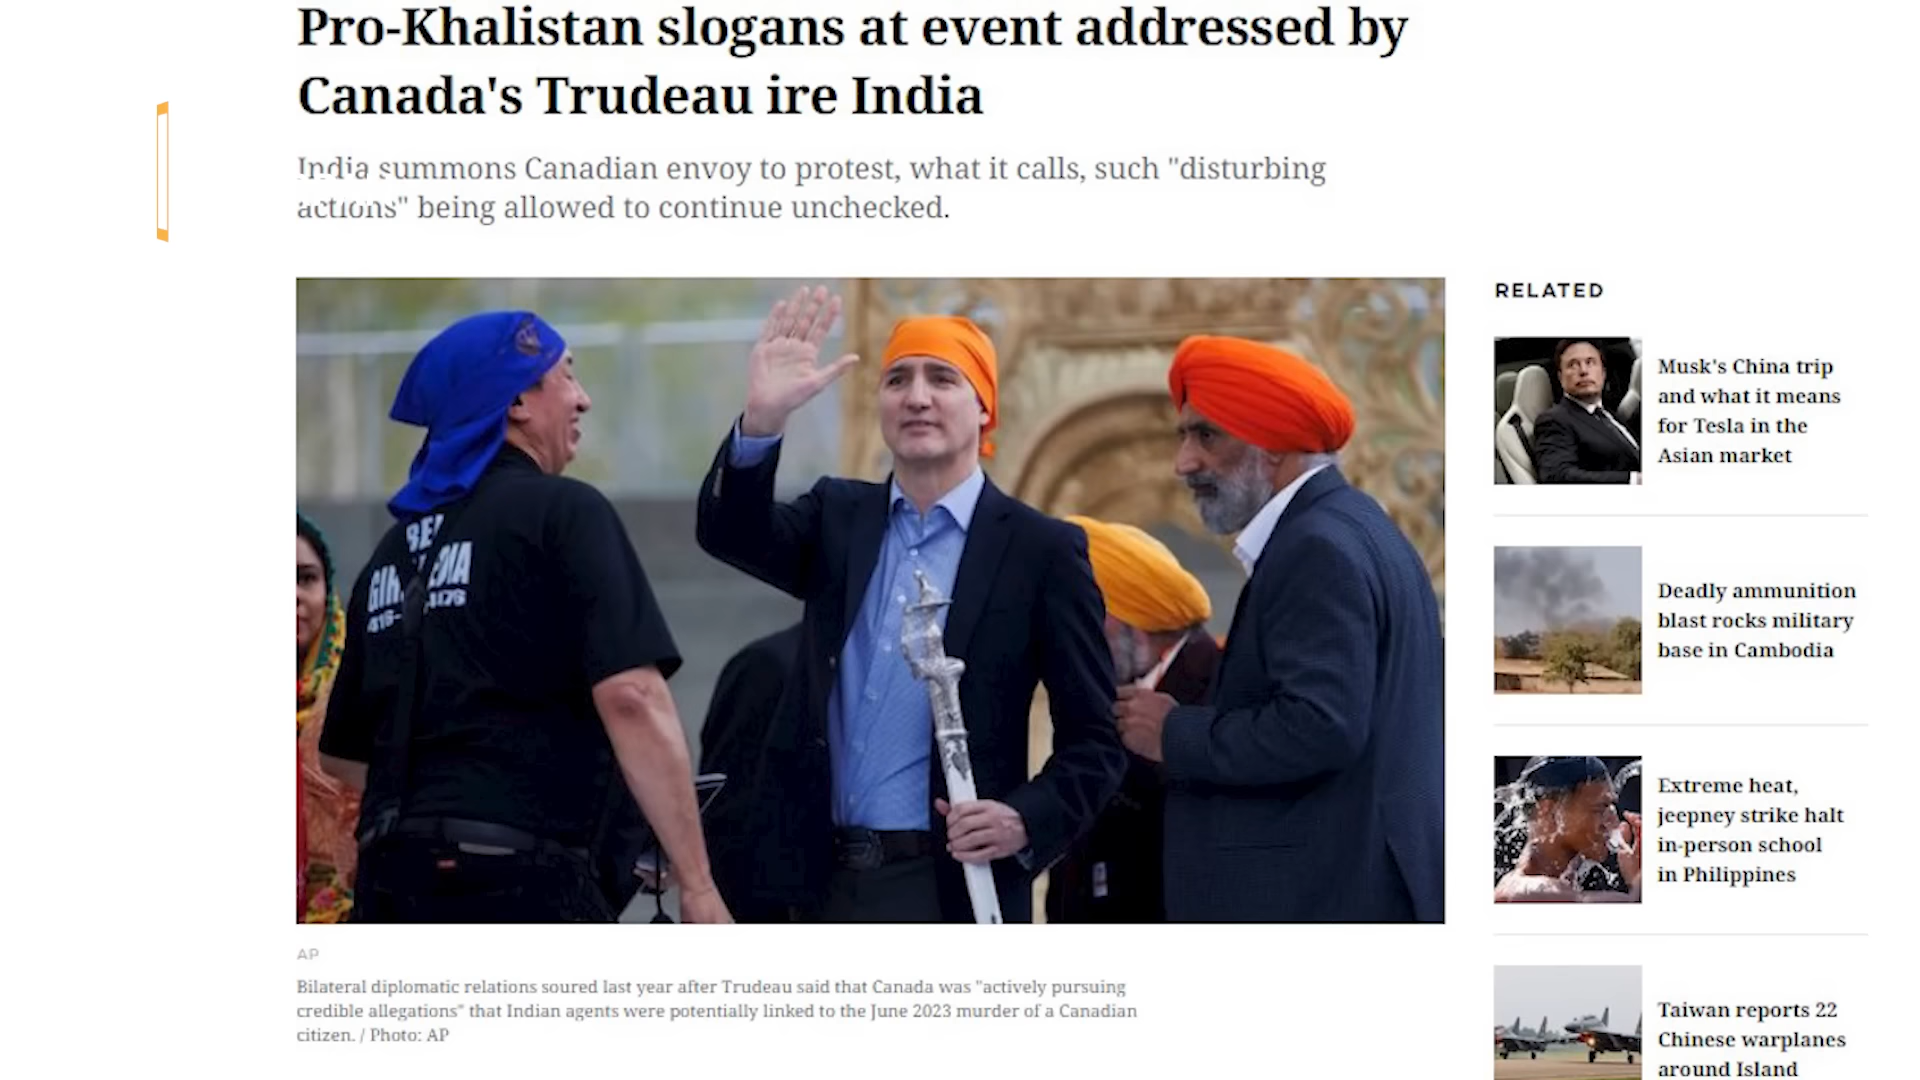 Pro-Khalistan slogans at event addressed by
Canada's Trudeau ire India
India summons Canadian envoy to protest, what it calls, such "disturbing
actions" being allowed to continue unchecked.
RELATED
Musk's China trip
and what it means
for Tesla in the
Asian market
Deadly ammunition
blast rocks military
base in Cambodia
Extreme heat,
jeepney strike halt
in-person school
in Philippines
Taiwan reports 22
Chinese warplanes
around Island
AP
Bilateral diplomatic relations soured last year after Trudeau said that Canada was "actively pursuing
credible allegations" that Indian agents were potentially linked to the June 2023 murder of a Canadian
citizen. / Photo: AP